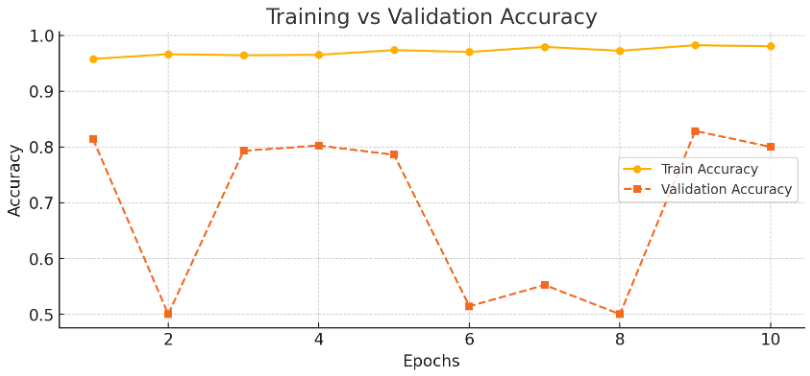 Training vs Validation Accuracy
1.0
0.9
0.8
0.7
0.6
0.5
Accuracy
Train Accuracy
Validation Accuracy
2 4 6 8 10
Epochs